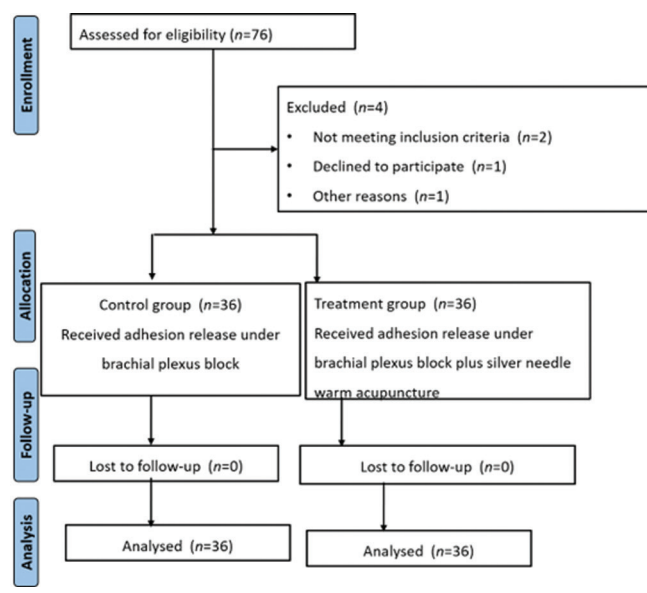 Enrollment
Assessed for eligibility (n=76)
Excluded (n=4)
• Not meeting inclusion criteria (n=2)
• Declined to participate (n=1)
• Other reasons (n=1)
Allocation
Control group (n=36)
Received adhesion release under
brachial plexus block
Treatment group (n=36)
Received adhesion release under
brachial plexus block plus silver needle
warm acupuncture
Follow-up
Lost to follow-up (n=0)
Lost to follow-up (n=0)
Analysis
Analysed (n=36)
Analysed (n=36)